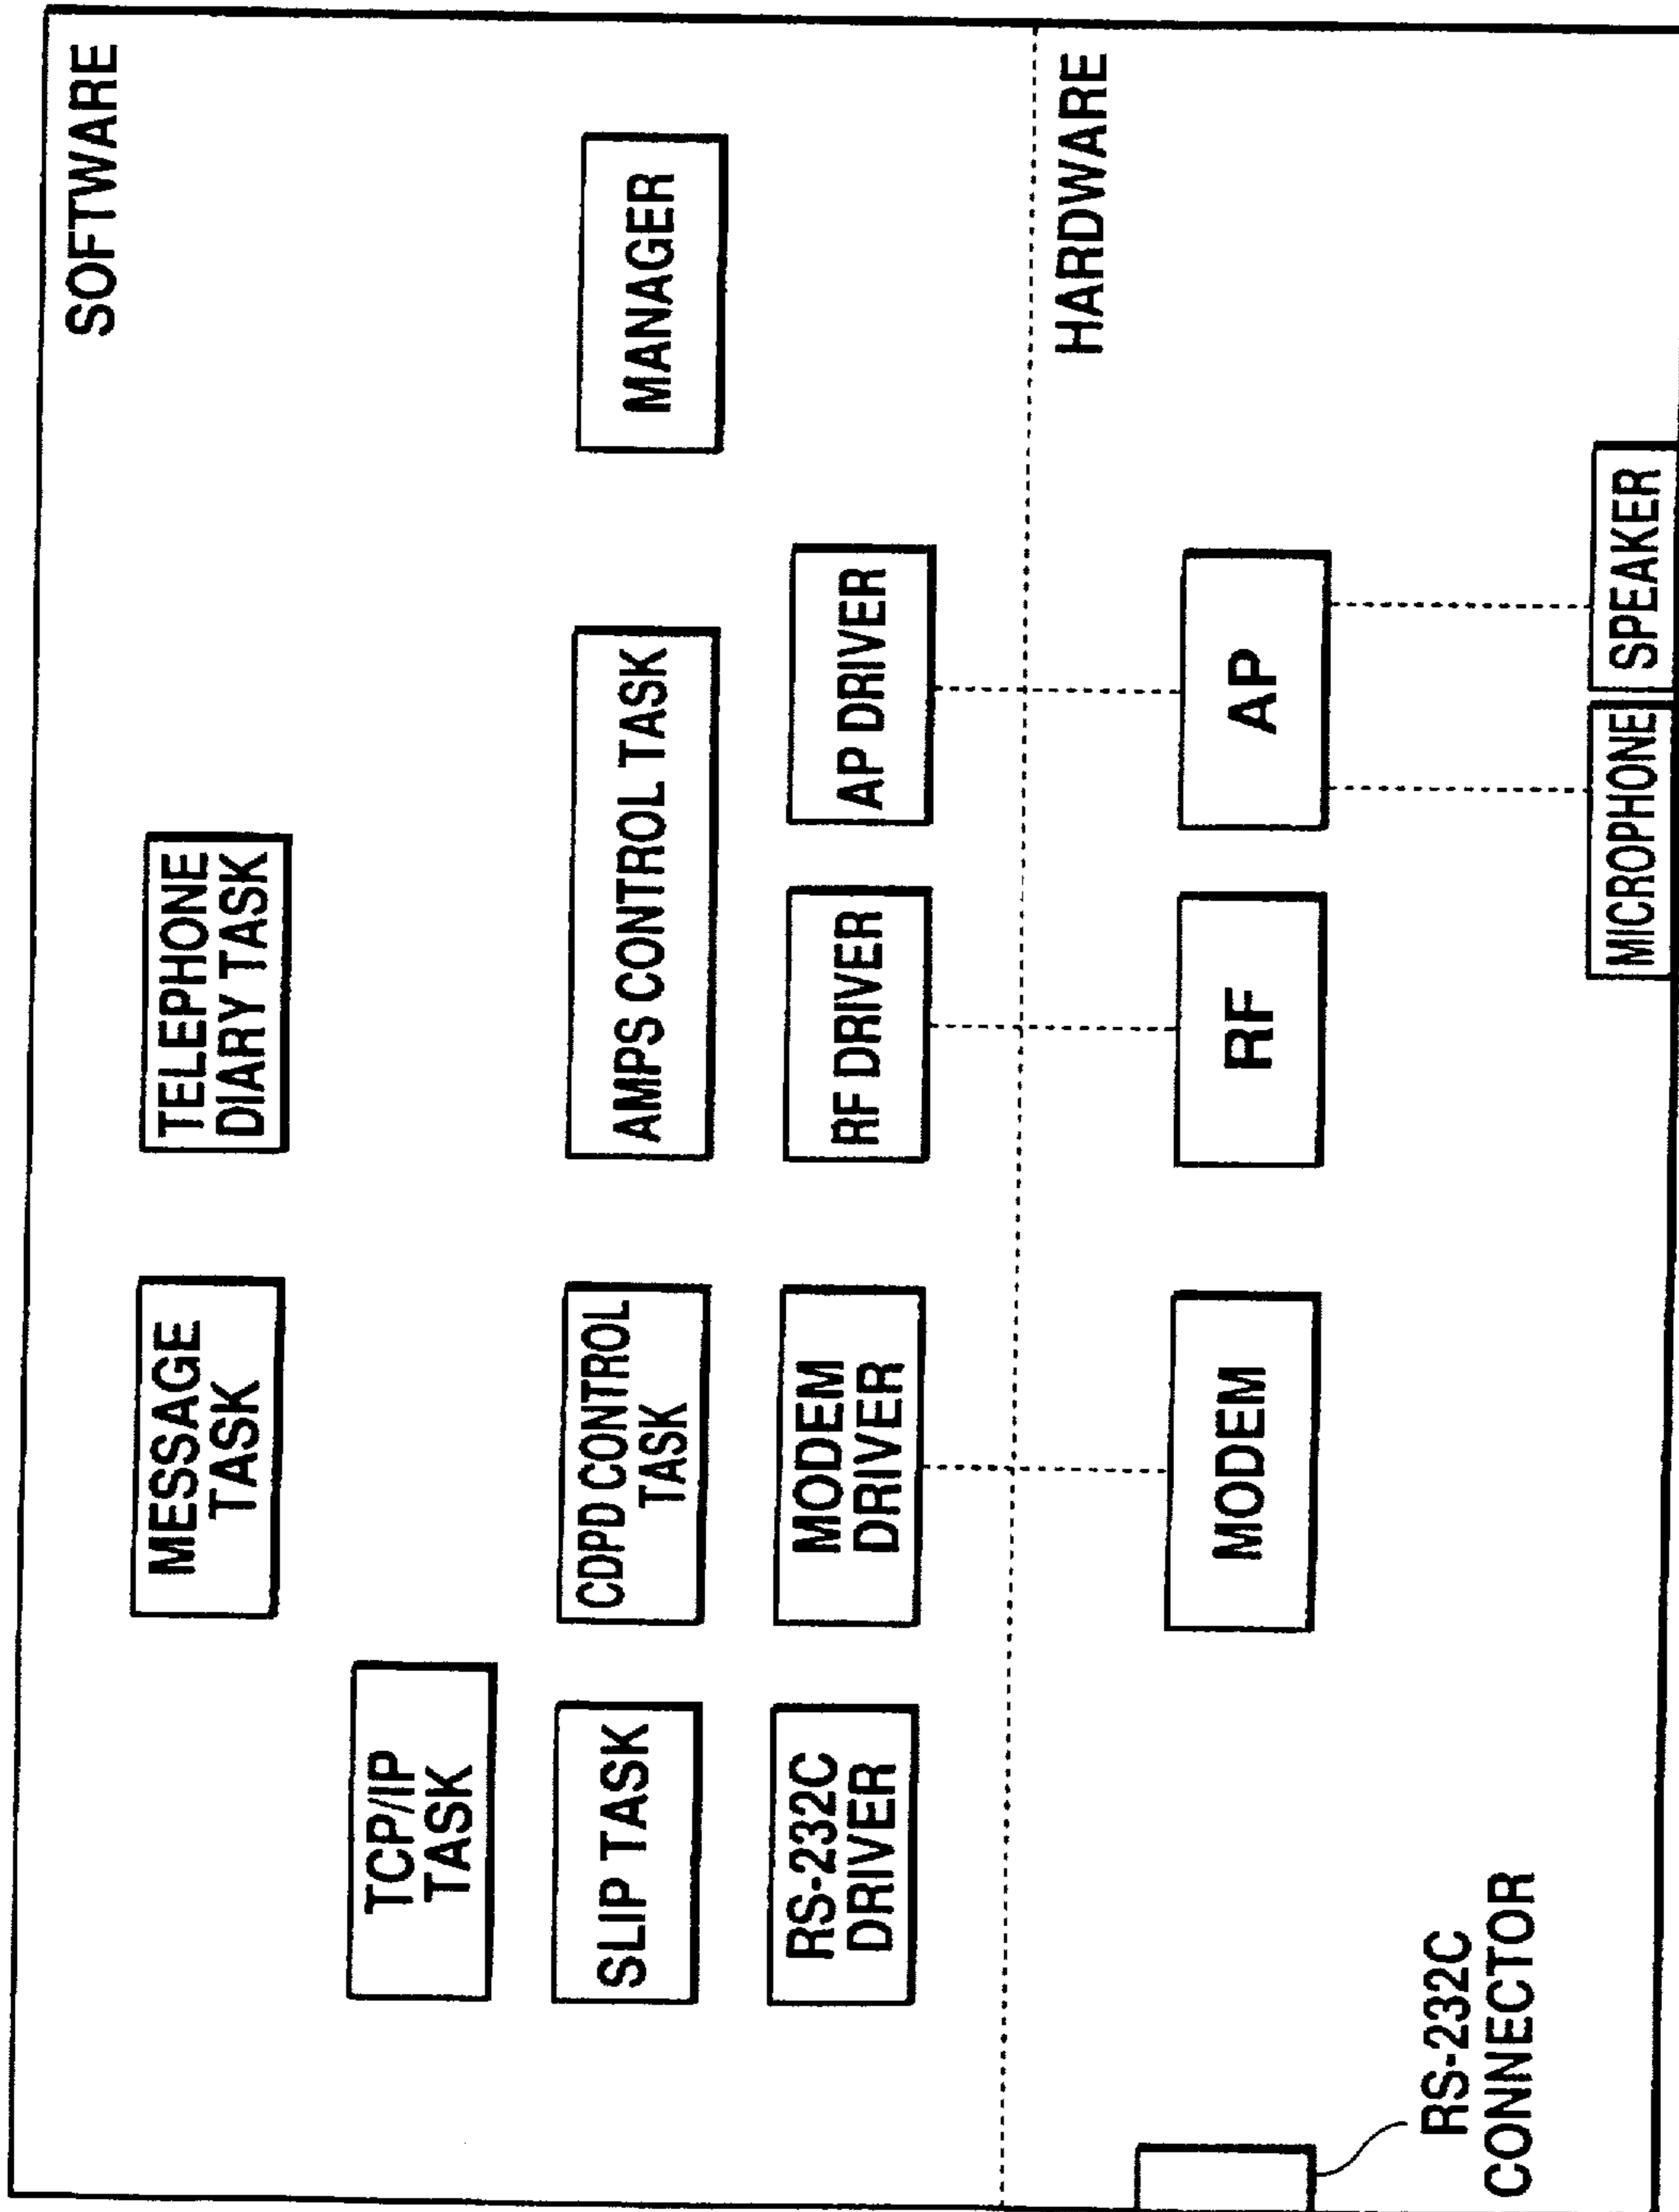 SOFTWARE
MESSAGE
TASK
TELEPHONE
DIARY TASK
TCP/IP
TASK
SLIP TASK
CDPD CONTROL
TASK
AMPS CONTROL TASK
MANAGER
RS-232C
DRIVER
MODEM
DRIVER
RF DRIVER
AP DRIVER
HARDWARE
MODEM
RF
AP
RS-232C
CONNECTOR
MICROPHONE
SPEAKER